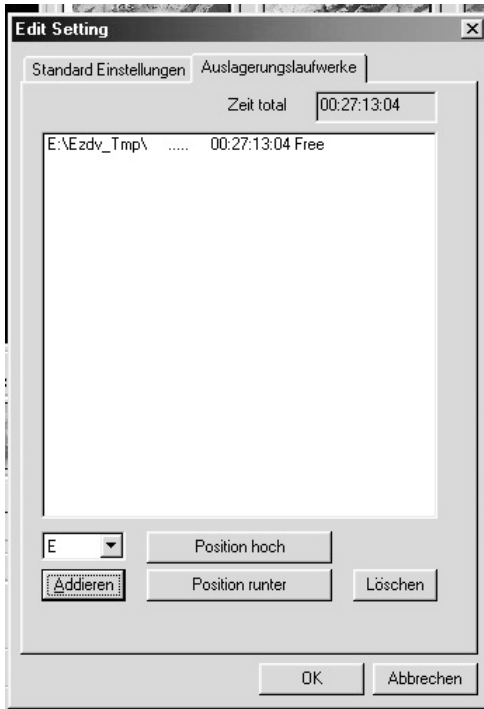 Edit Setting
Standard Einstellungen Auslagerungslaufwerke
Zeit total 00:27:13:04
E:\Ezdv_Tmp\ ..... 00:27:13:04 Free
E Position hoch
Addieren Position runter Löschen
OK Abbrechen